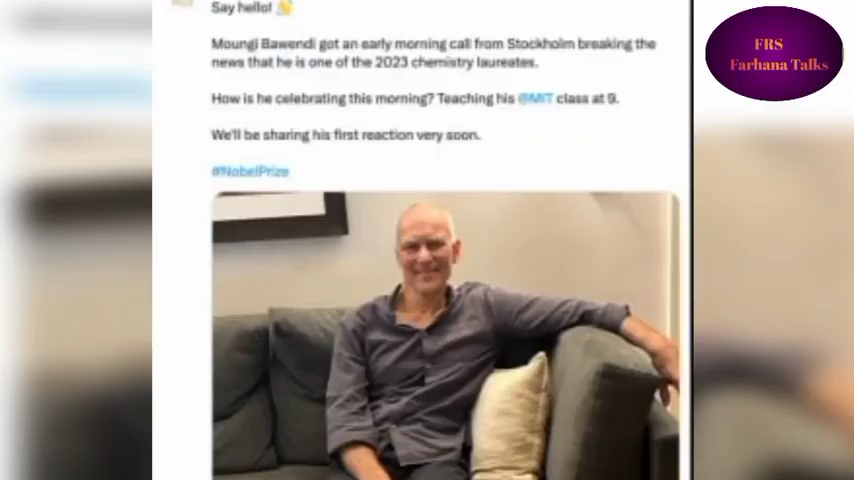 Say hello! 👋
Moungi Bawendi got an early morning call from Stockholm breaking the
news that he is one of the 2023 chemistry laureates.
How is he celebrating this morning? Teaching his @MIT class at 9.
We'll be sharing his first reaction very soon.
#NobelPrize
FRS
Farhana Talks